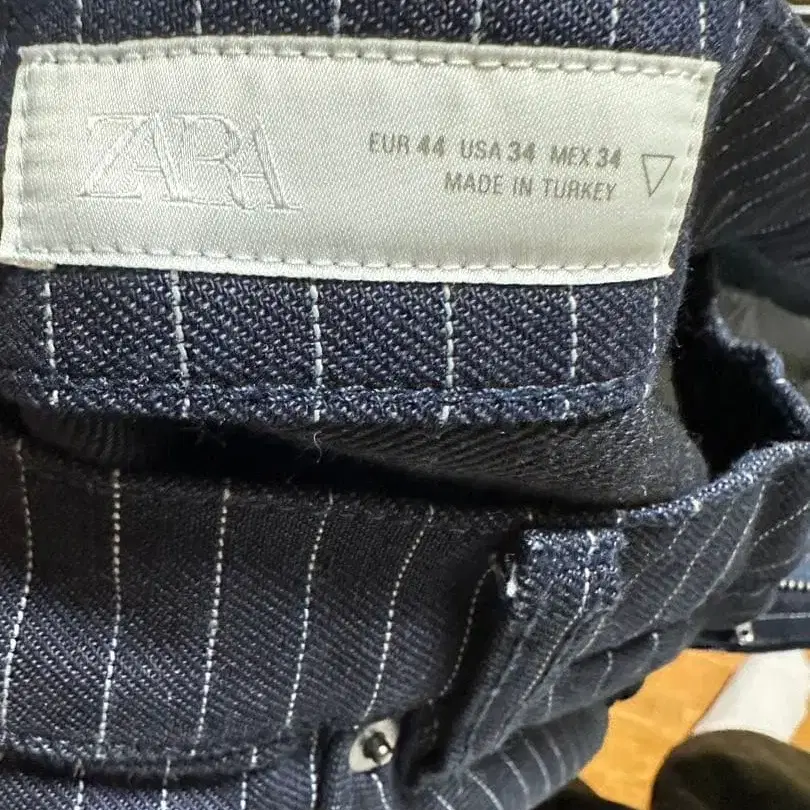 ZARA
EUR 44 USA 34 MEX 34
MADE IN TURKEY